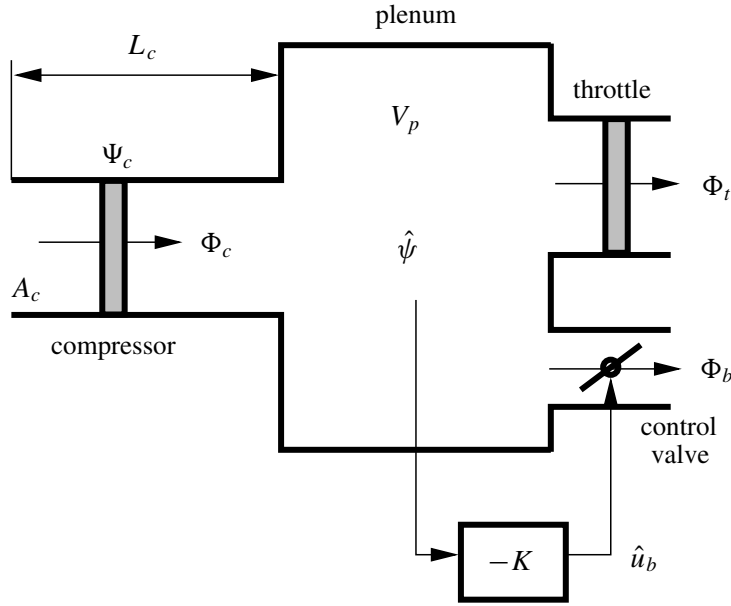 plenum
L_c
throttle
V_p
Ψ_c
Φ_t
Φ_c
ψ̂
A_c
compressor
Φ_b
control
valve
−K
û_b